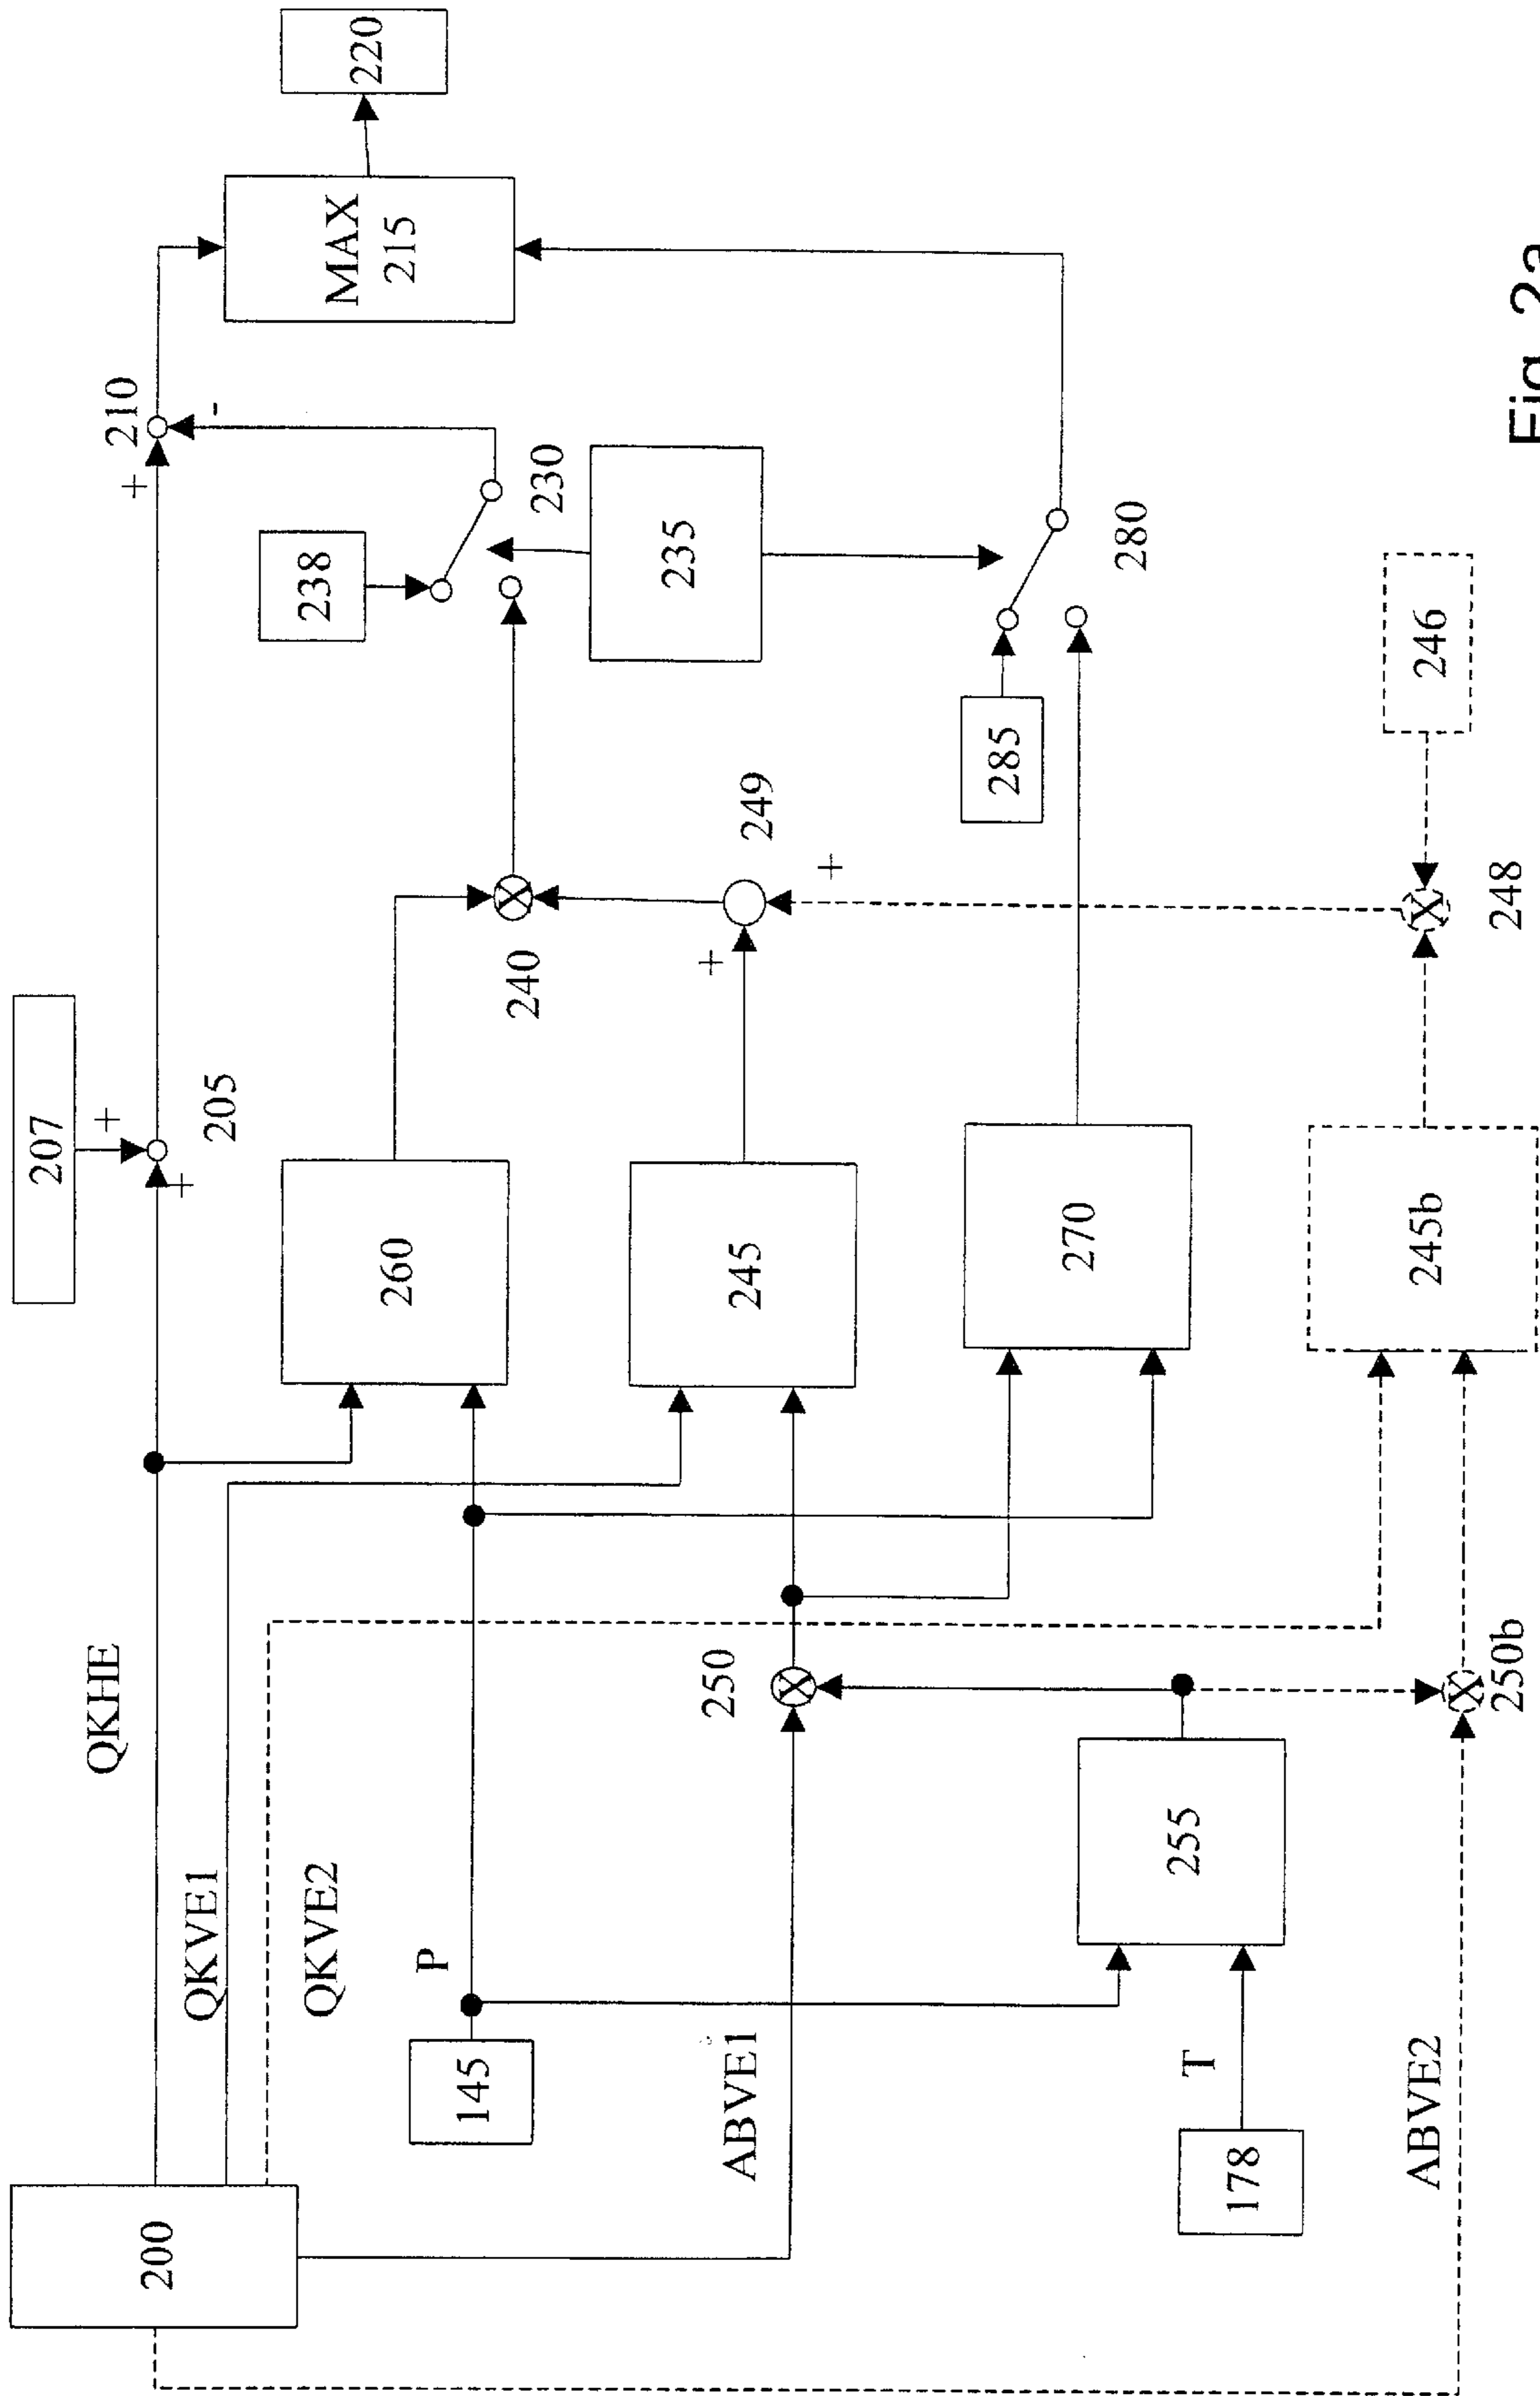 207
QKHE
+
+
210
200
+
-
QKVE1
205
QKVE2
238
MAX
215
220
260
P
145
240
230
235
250
+
ABVE1
245
249
+
285
270
280
255
T
178
ABVE2
245b
246
250b
248
Fig. 2a